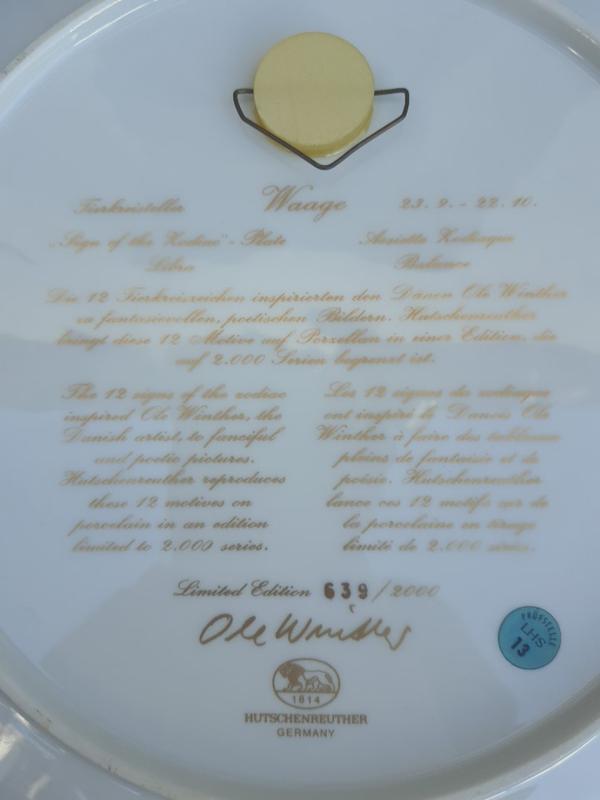 Tierkreisteller Waage 23. 9. - 22. 10.
„Sign of the Zodiac" - Plate Assiette Zodiaque
Libra Balance
Die 12 Tierkreiszeichen inspirierten den Danen Ole Winther
zu fantasievollen, poetischen Bildern. Hutschenreuther
bringt diese 12 Motive auf Porzellan in einer Edition, die
auf 2.000 Serien begrenzt ist.
The 12 signs of the zodiac
inspired Ole Winther, the
Danish artist, to fanciful
and poetic pictures.
Hutschenreuther reproduces
these 12 motives on
porcelain in an edition
limited to 2.000 series.
Les 12 signes du zodiaque
ont inspiré le Danois Ole
Winther à faire des tableaux
pleins de fantaisie et de
poésie. Hutschenreuther
lance ces 12 motifs sur de
la porcelaine en tirage
limité de 2.000 séries.
Limited Edition 639 / 2000
Ole Winther
1814
HUTSCHENREUTHER
GERMANY
PRÜFSTELLE
LHS
13